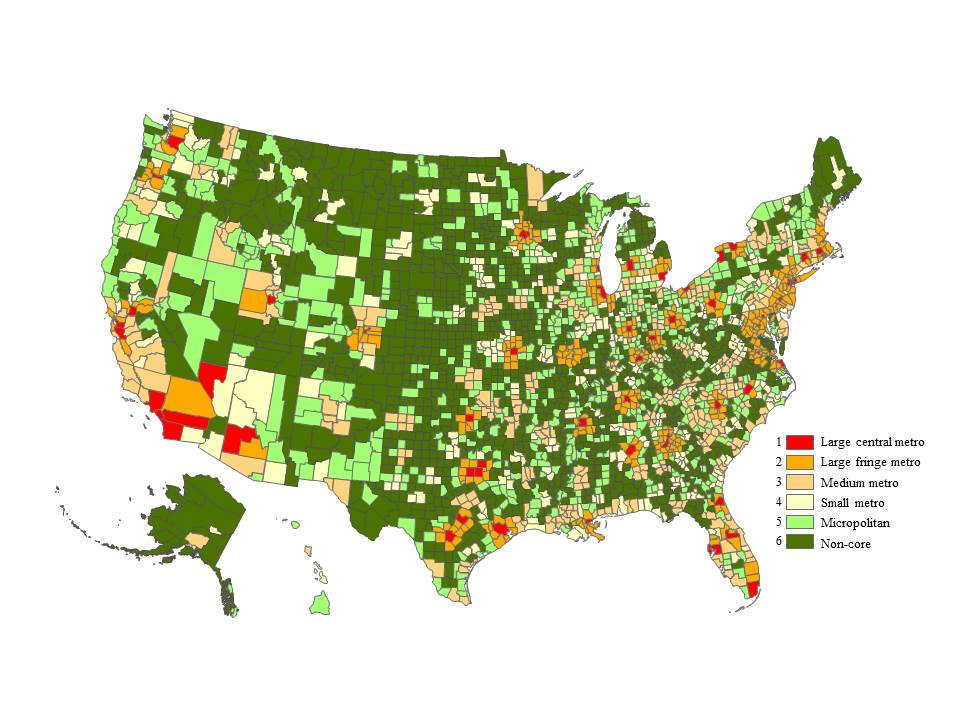 1 Large central metro
2 Large fringe metro
3 Medium metro
4 Small metro
5 Micropolitan
6 Non-core